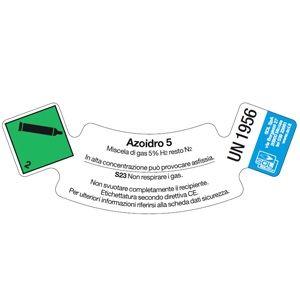 Azoidro 5
Miscela di gas 5% H2 resto N2
In alta concentrazione può provocare asfissia.
S23 Non respirare i gas.
Non svuotare completamente il recipiente.
Etichettatura secondo direttiva CE.
Per ulteriori informazioni riferirsi alla scheda dati sicurezza.
2
UN 1956